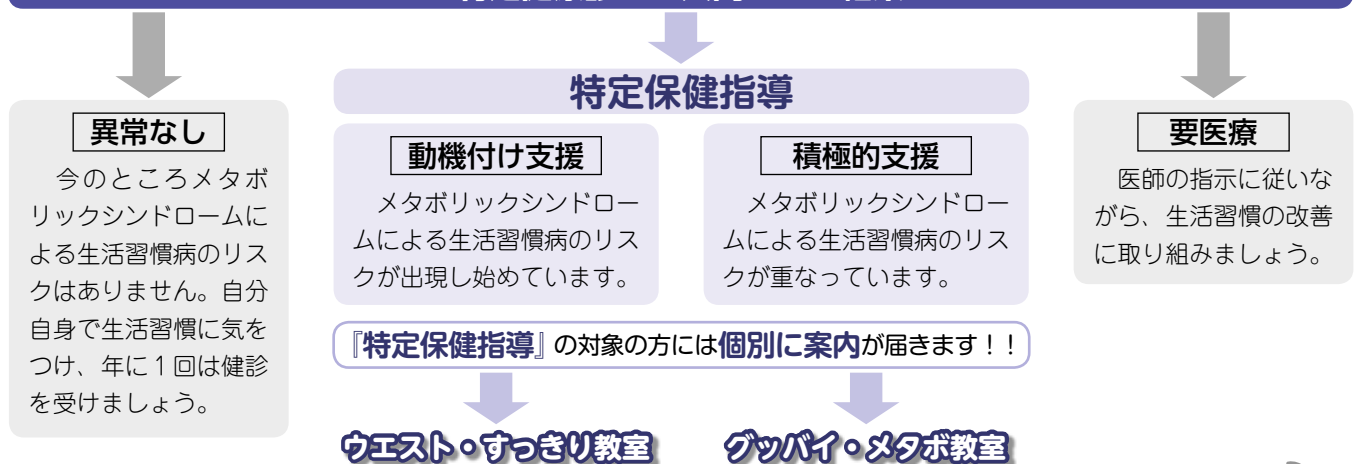 特定保健指導
異常なし
今のところメタボ
リックシンドロームに
よる生活習慣病のリス
クはありません。自分
自身で生活習慣に気を
つけ、年に1回は健診
を受けましょう。
動機付け支援
メタボリックシンドロー
ムによる生活習慣病のリス
クが出現し始めています。
積極的支援
メタボリックシンドロー
ムによる生活習慣病のリス
クが重なっています。
要医療
医師の指示に従いな
がら、生活習慣の改善
に取り組みましょう。
『特定保健指導』の対象の方には個別に案内が届きます!!
ウエスト・すっきり教室
グッバイ・メタボ教室